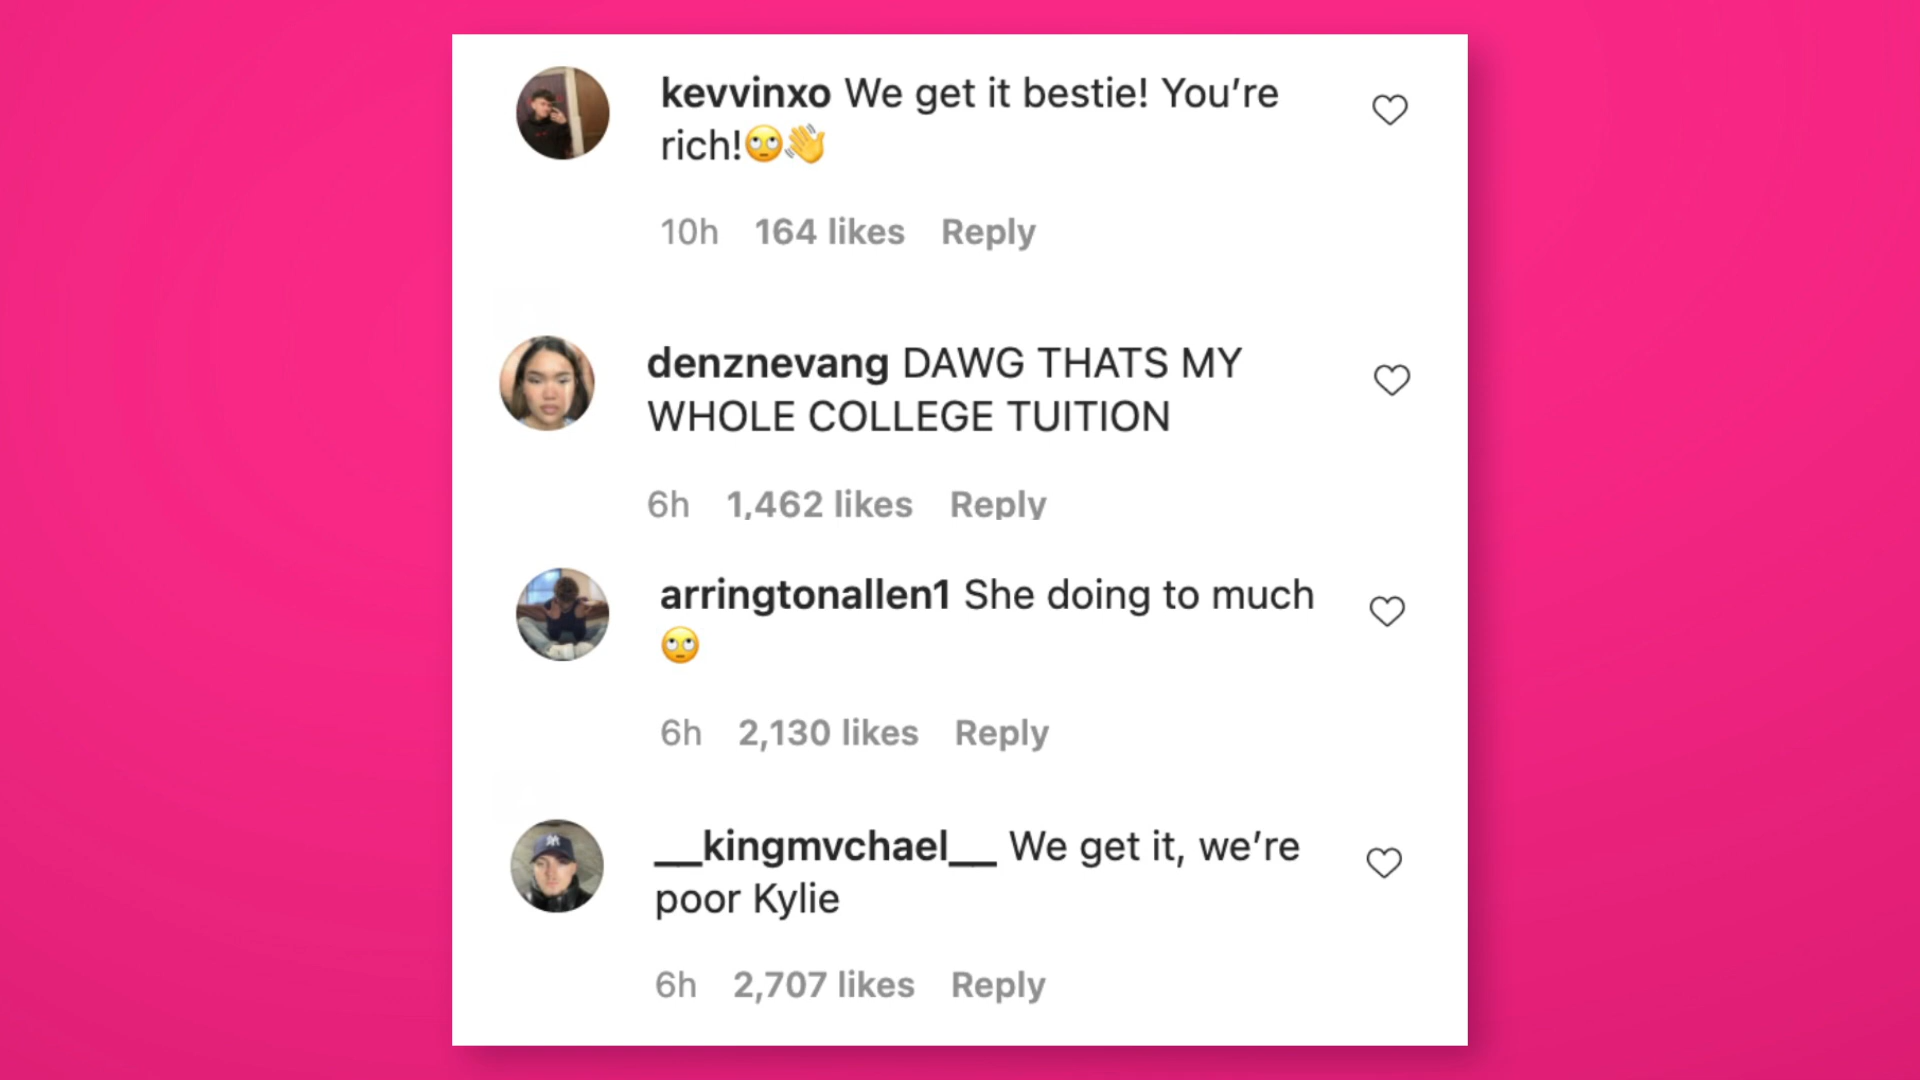 kevvinxo We get it bestie! You’re
rich!🙄👋
10h 164 likes Reply
denznevang DAWG THATS MY
WHOLE COLLEGE TUITION
6h 1,462 likes Reply
arringtonallen1 She doing to much
🙄
6h 2,130 likes Reply
__kingmvchael__ We get it, we’re
poor Kylie
6h 2,707 likes Reply